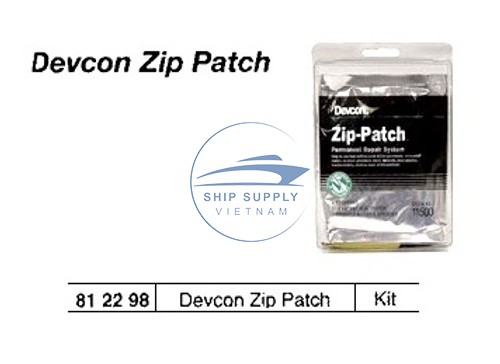 Devcon Zip Patch
Devcon
Zip-Patch
Permanent Repair System
11500
SHIP SUPPLY
VIETNAM
81 22 98 Devcon Zip Patch Kit